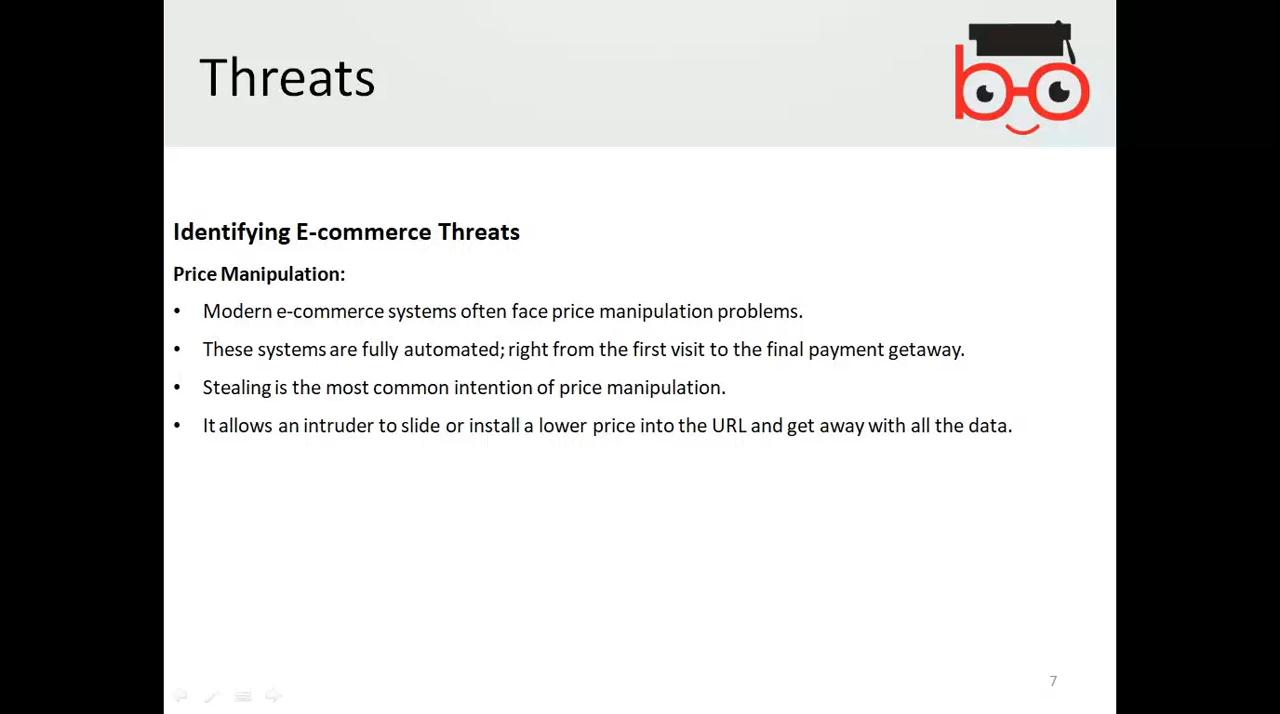 Threats
Identifying E-commerce Threats
Price Manipulation:
• Modern e-commerce systems often face price manipulation problems.
• These systems are fully automated; right from the first visit to the final payment getaway.
• Stealing is the most common intention of price manipulation.
• It allows an intruder to slide or install a lower price into the URL and get away with all the data.
7